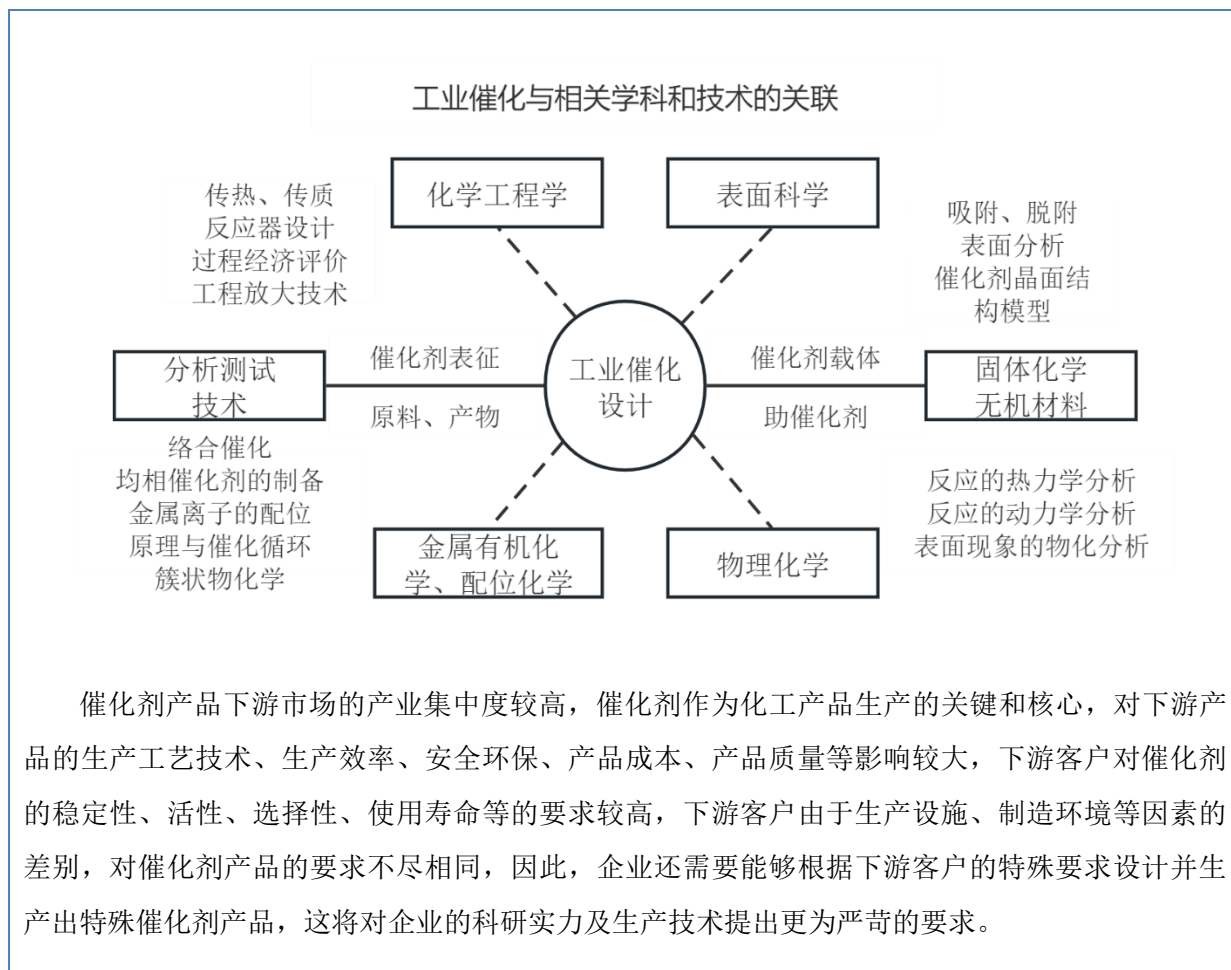 工业催化与相关学科和技术的关联
化学工程学
表面科学
传热、传质
反应器设计
过程经济评价
工程放大技术
吸附、脱附
表面分析
催化剂晶面结
构模型
分析测试
技术
催化剂表征
原料、产物
工业催化
设计
催化剂载体
助催化剂
固体化学
无机材料
络合催化
均相催化剂的制备
金属离子的配位
原理与催化循环
簇状物化学
金属有机化
学、配位化学
物理化学
反应的热力学分析
反应的动力学分析
表面现象的物化分析
催化剂产品下游市场的产业集中度较高，催化剂作为化工产品生产的关键和核心，对下游产
品的生产工艺技术、生产效率、安全环保、产品成本、产品质量等影响较大，下游客户对催化剂
的稳定性、活性、选择性、使用寿命等的要求较高，下游客户由于生产设施、制造环境等因素的
差别，对催化剂产品的要求不尽相同，因此，企业还需要能够根据下游客户的特殊要求设计并生
产出特殊催化剂产品，这将对企业的科研实力及生产技术提出更为严苛的要求。